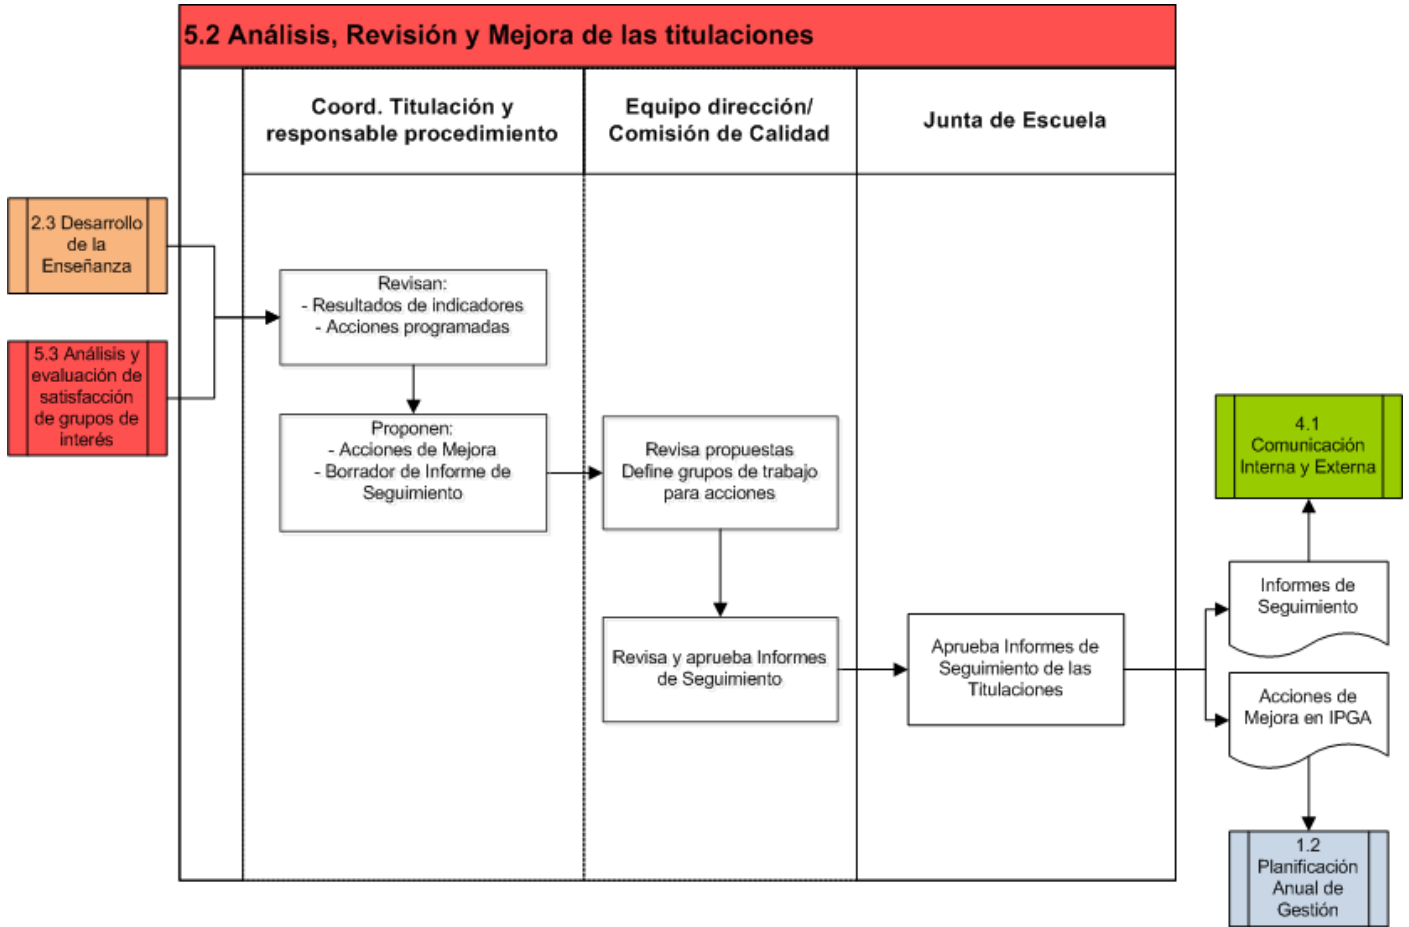 5.2 Análisis, Revisión y Mejora de las titulaciones
Coord. Titulación y
responsable procedimiento
Equipo dirección/
Comisión de Calidad
Junta de Escuela
2.3 Desarrollo
de la
Enseñanza
5.3 Análisis y
evaluación de
satisfacción
de grupos de
interés
Revisan:
- Resultados de indicadores
- Acciones programadas
Proponen:
- Acciones de Mejora
- Borrador de Informe de
Seguimiento
Revisa propuestas
Define grupos de trabajo
para acciones
Revisa y aprueba Informes
de Seguimiento
Aprueba Informes de
Seguimiento de las
Titulaciones
4.1
Comunicación
Interna y Externa
Informes de
Seguimiento
Acciones de
Mejora en IPGA
1.2
Planificación
Anual de
Gestión